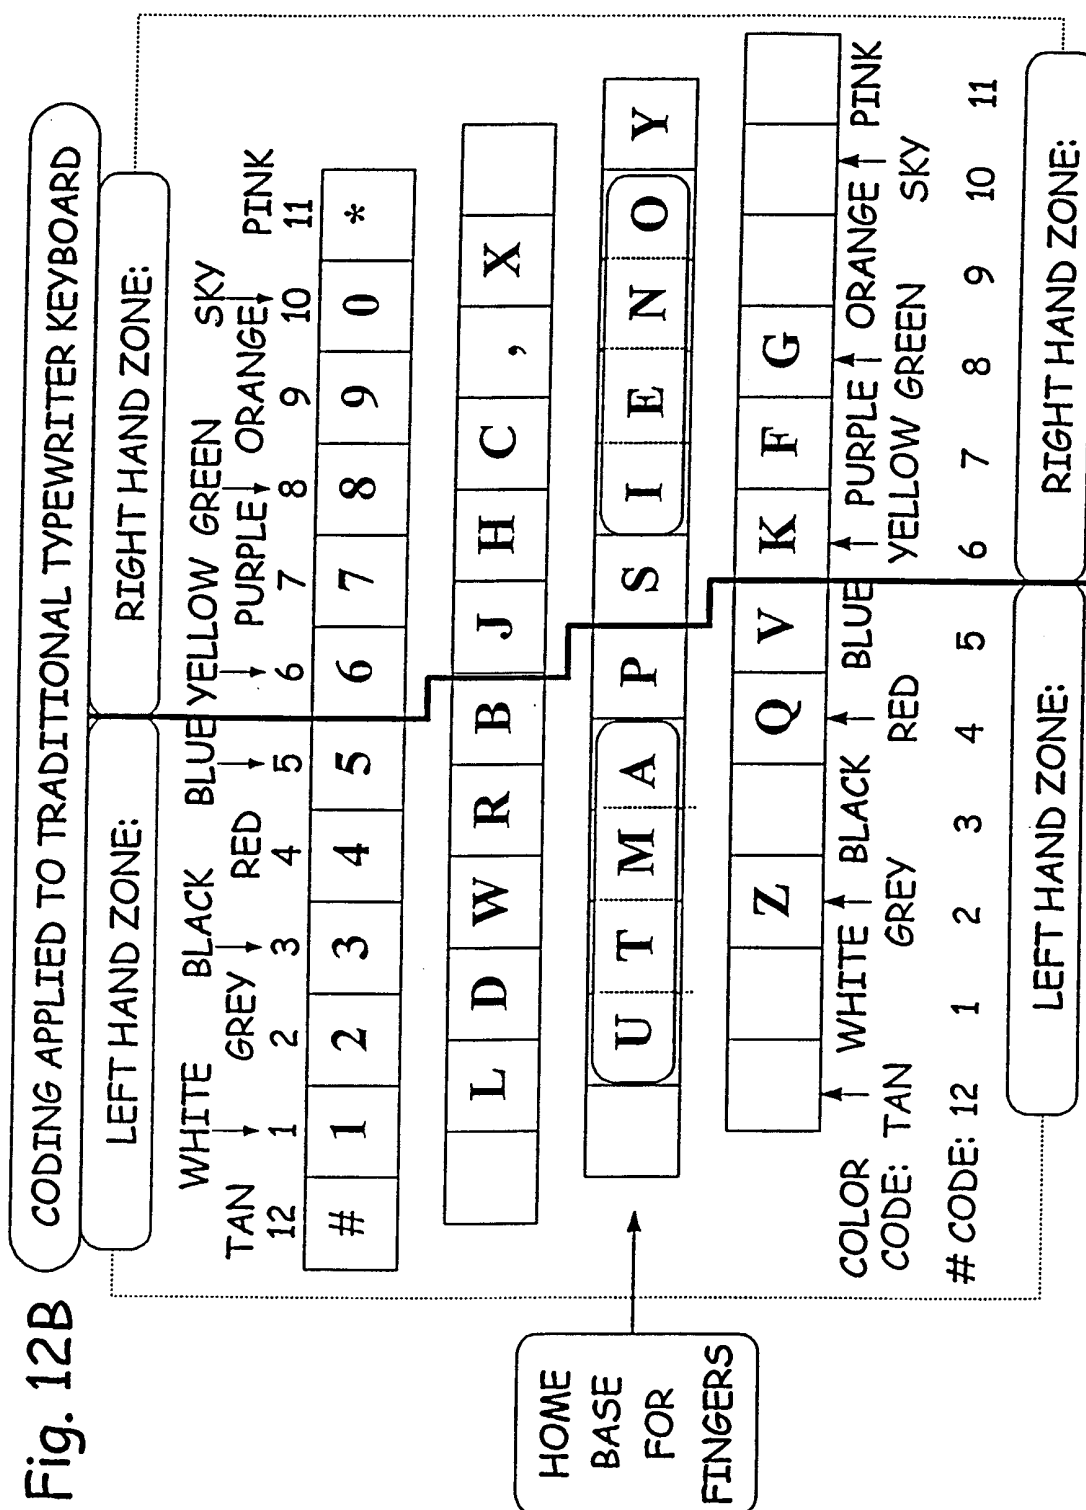 Fig. 12B
CODING APPLIED TO TRADITIONAL TYPEWRITER KEYBOARD
LEFT HAND ZONE: RIGHT HAND ZONE:
WHITE BLACK BLUE YELLOW GREEN SKY
TAN GREY RED PURPLE ORANGE PINK
12 1 2 3 4 5 6 7 8 9 10 11
# 1 2 3 4 5 6 7 8 9 0 *
L D W R B J H C , X
HOME
BASE
FOR
FINGERS
U T M A P S I E N O Y
Z Q V K F G
COLOR WHITE BLACK BLUE PURPLE ORANGE PINK
CODE: TAN GREY RED YELLOW GREEN SKY
# CODE: 12 1 2 3 4 5 6 7 8 9 10 11
LEFT HAND ZONE: RIGHT HAND ZONE: